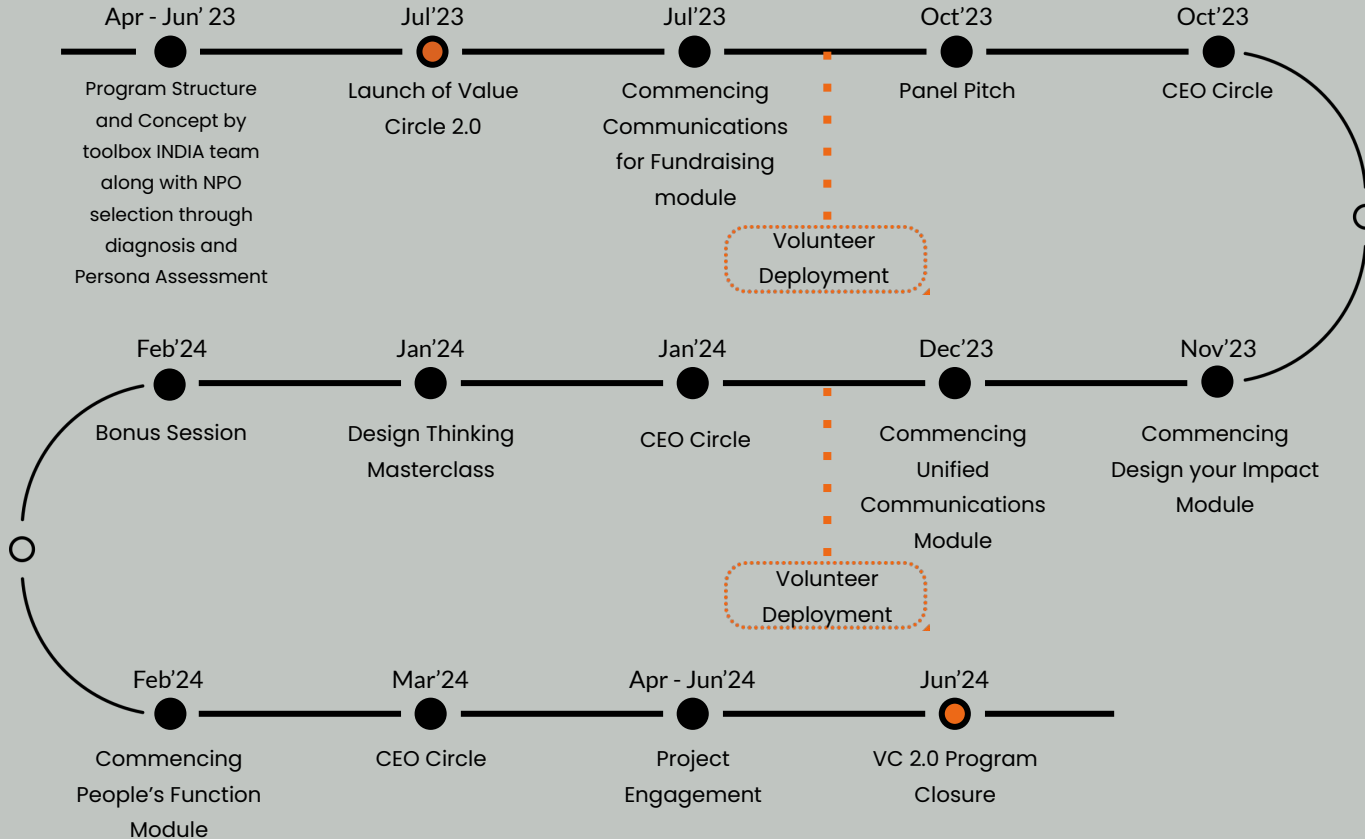 Apr - Jun’ 23
Program Structure
and Concept by
toolbox INDIA team
along with NPO
selection through
diagnosis and
Persona Assessment
Jul’23
Launch of Value
Circle 2.0
Jul’23
Commencing
Communications
for Fundraising
module
Volunteer
Deployment
Oct’23
Panel Pitch
Oct’23
CEO Circle
Nov’23
Commencing
Design your Impact
Module
Dec’23
Commencing
Unified
Communications
Module
Volunteer
Deployment
Jan’24
CEO Circle
Jan’24
Design Thinking
Masterclass
Feb’24
Bonus Session
Feb’24
Commencing
People’s Function
Module
Mar’24
CEO Circle
Apr - Jun’24
Project
Engagement
Jun’24
VC 2.0 Program
Closure